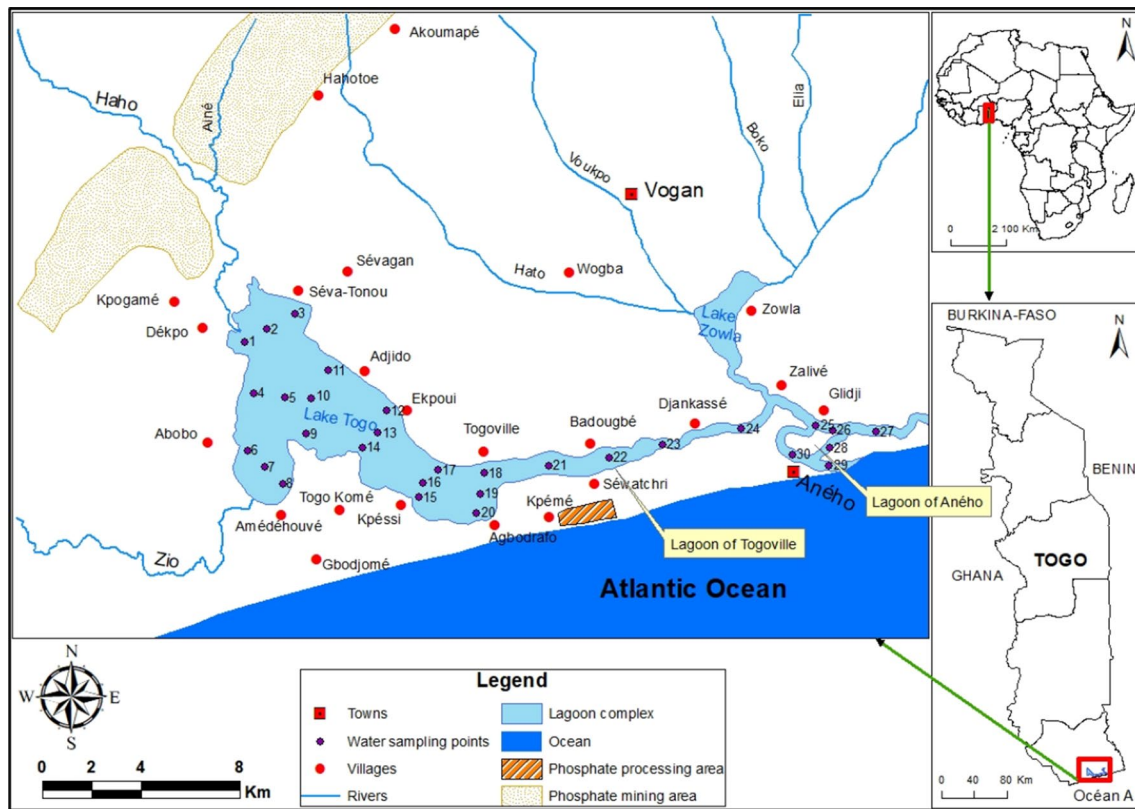 Akoumapé
Hahotoe
Haho
Ainé
Voukpo
Boko
Elia
Vogan
Hato
Wogba
Sévagan
Séva-Tonou
Kpogamé
Dékpo
Lake
Zowla
Zowla
3
2
1
Adjido
11
Zalivé
Glidji
4
5
10
Lake Togo
12
Ekpoui
Djankassé
Abobo
9
13
14
Togoville
Badougbé
23
24
25
26
27
28
29
30
6
7
8
17
16
15
18
19
20
21
22
Séwatchri
Aného
Lagoon of Aného
Togo Komé
Kpéssi
Amédéhouvé
Kpémé
Agbodrafo
Lagoon of Togoville
Zio
Gbodjomé
Atlantic Ocean
N
W
E
S
0 2 4 8
Km
Legend
Towns
Water sampling points
Villages
Rivers
Lagoon complex
Ocean
Phosphate processing area
Phosphate mining area
N
0 2 100 Km
BURKINA-FASO
N
BENIN
TOGO
GHANA
0 40 80 Km
Océan A